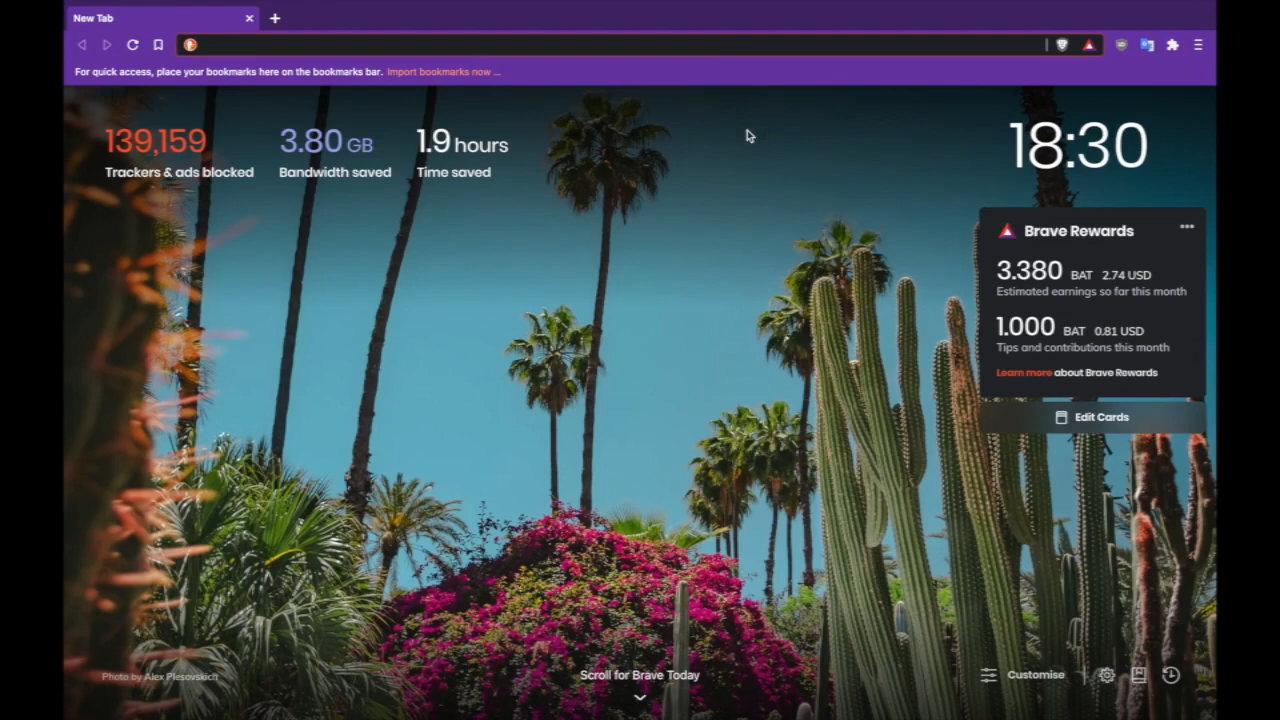 New Tab
For quick access, place your bookmarks here on the bookmarks bar. Import bookmarks now ...
139,159
Trackers & ads blocked
3.80 GB
Bandwidth saved
1.9 hours
Time saved
18:30
Brave Rewards
3.380 BAT 2.74 USD
Estimated earnings so far this month
1.000 BAT 0.81 USD
Tips and contributions this month
Learn more about Brave Rewards
Edit Cards
Photo by Alex Plesovskich
Scroll for Brave Today
Customise